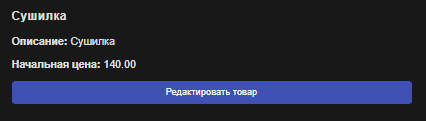 Сушилка
Описание: Сушилка
Начальная цена: 140.00
Редактировать товар